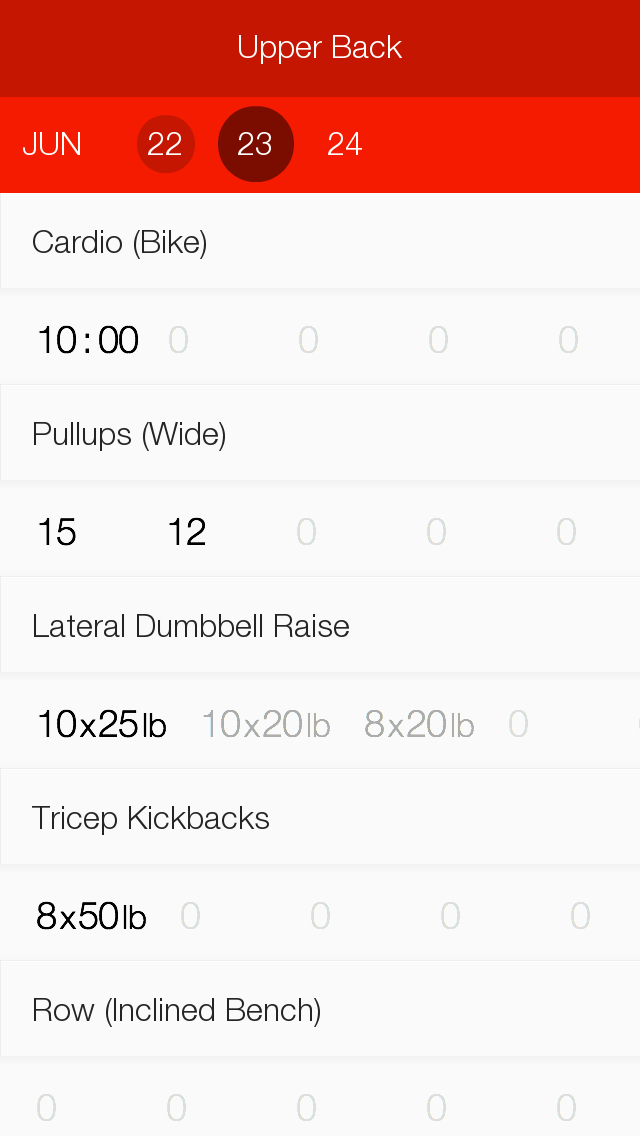 Upper Back
JUN 22 23 24
Cardio (Bike)
10:00 0 0 0 0
Pullups (Wide)
15 12 0 0 0
Lateral Dumbbell Raise
10x25lb 10x20lb 8x20lb 0
Tricep Kickbacks
8x50lb 0 0 0 0
Row (Inclined Bench)
0 0 0 0 0